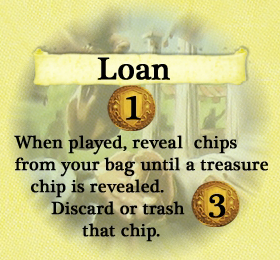 Loan
1
When played, reveal chips
from your bag until a treasure
chip is revealed.
Discard or trash 3
that chip.